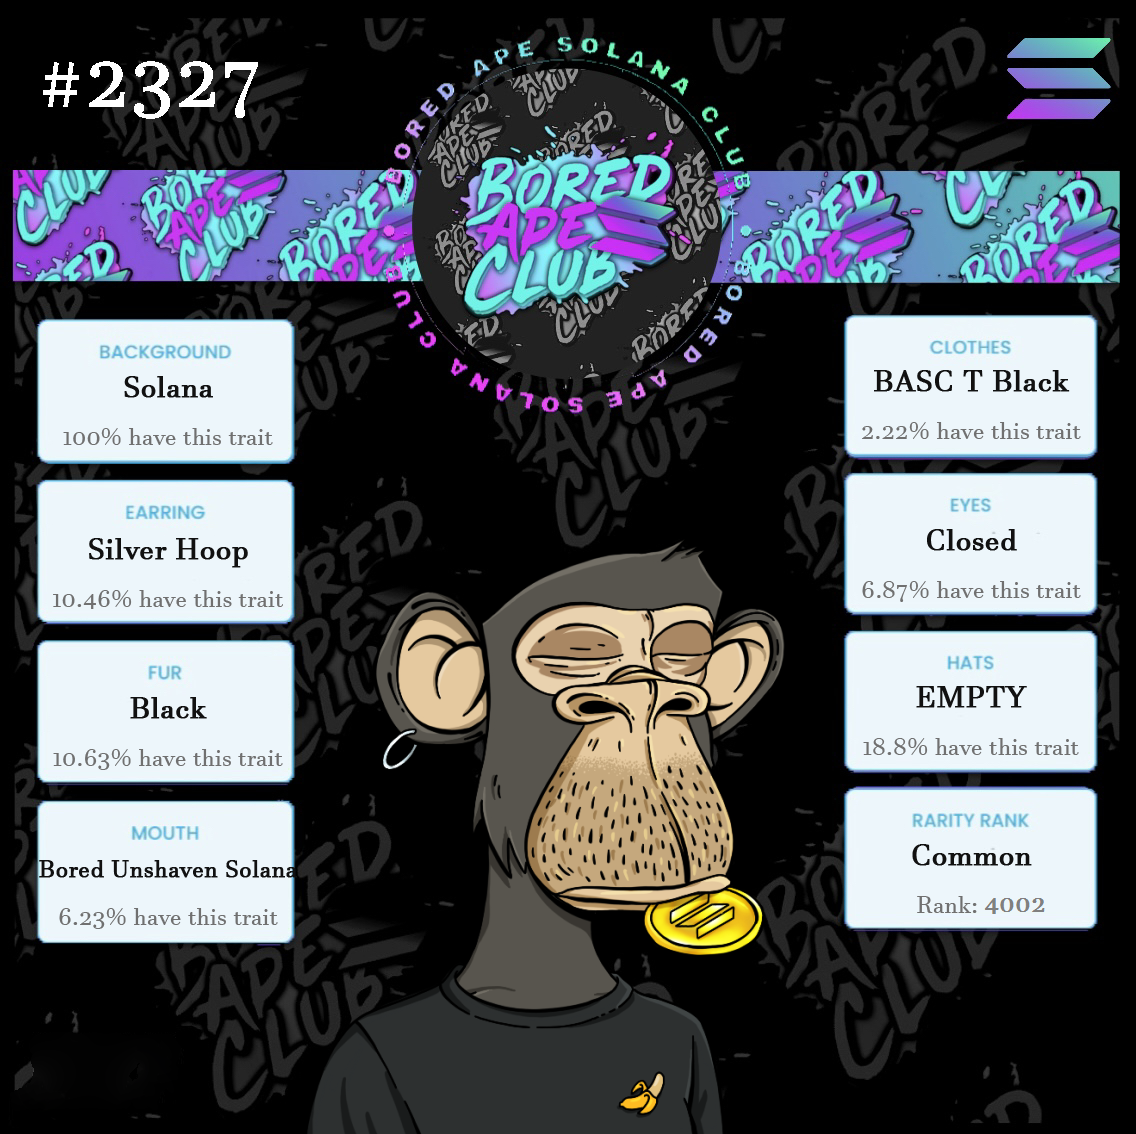 #2327
BORED APE SOLANA CLUB
BORED APE SOLANA CLUB
BORED
APE
CLUB
BACKGROUND
Solana
100% have this trait
EARRING
Silver Hoop
10.46% have this trait
FUR
Black
10.63% have this trait
MOUTH
Bored Unshaven Solana
6.23% have this trait
CLOTHES
BASC T Black
2.22% have this trait
EYES
Closed
6.87% have this trait
HATS
EMPTY
18.8% have this trait
RARITY RANK
Common
Rank: 4002